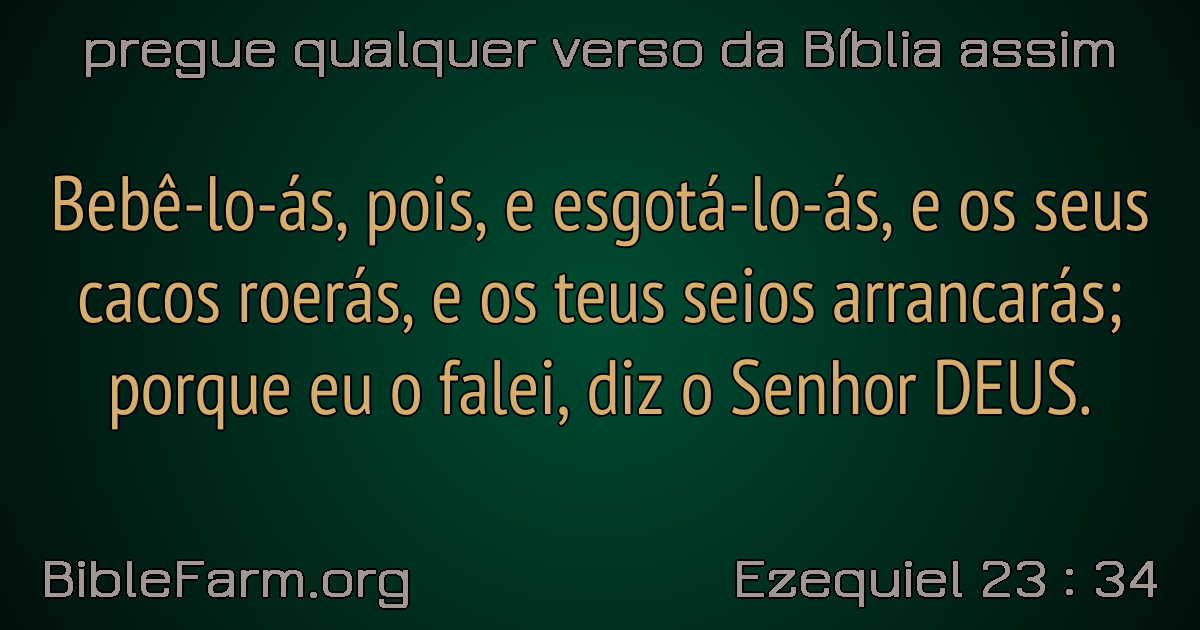 pregue qualquer verso da Bíblia assim
Bebê-lo-ás, pois, e esgotá-lo-ás, e os seus
cacos roerás, e os teus seios arrancarás;
porque eu o falei, diz o Senhor DEUS.
BibleFarm.org
Ezequiel 23 : 34